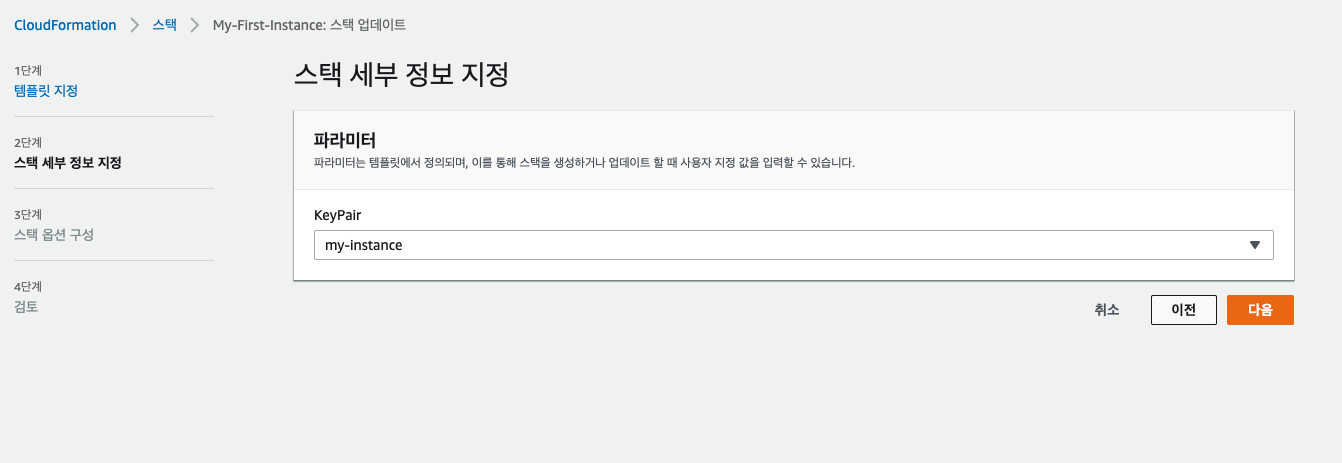 CloudFormation > 스택 > My-First-Instance: 스택 업데이트
1단계
템플릿 지정
2단계
스택 세부 정보 지정
3단계
스택 옵션 구성
4단계
검토
스택 세부 정보 지정
파라미터
파라미터는 템플릿에서 정의되며, 이를 통해 스택을 생성하거나 업데이트 할 때 사용자 지정 값을 입력할 수 있습니다.
KeyPair
my-instance
취소 이전 다음